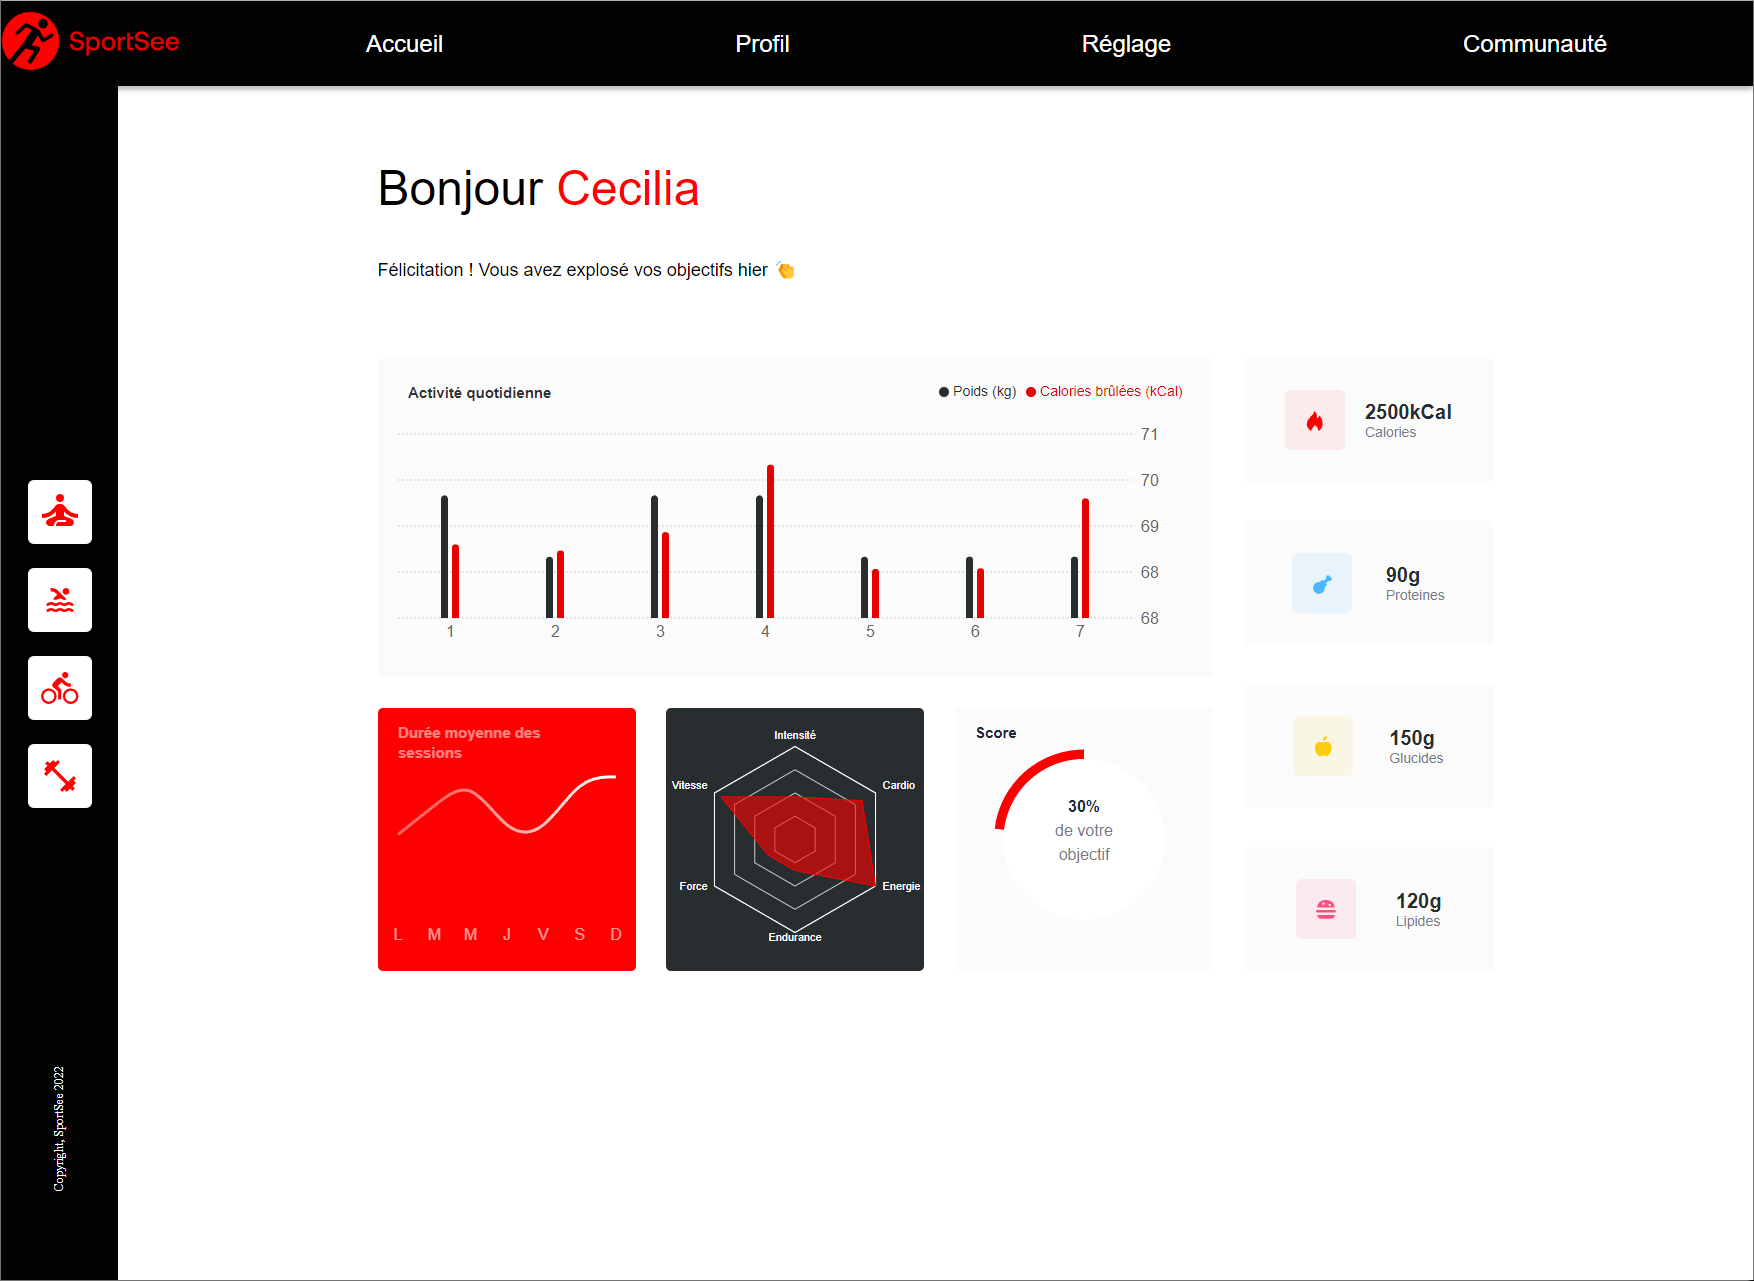 SportSee
Accueil
Profil
Réglage
Communauté
Bonjour Cecilia
Félicitation ! Vous avez explosé vos objectifs hier 👏
Activité quotidienne
Poids (kg)
Calories brûlées (kCal)
71
70
69
68
68
1 2 3 4 5 6 7
2500kCal
Calories
90g
Proteines
150g
Glucides
120g
Lipides
Durée moyenne des
sessions
L M M J V S D
Intensité
Vitesse
Cardio
Force
Energie
Endurance
Score
30%
de votre
objectif
Copyright, SportSee 2022